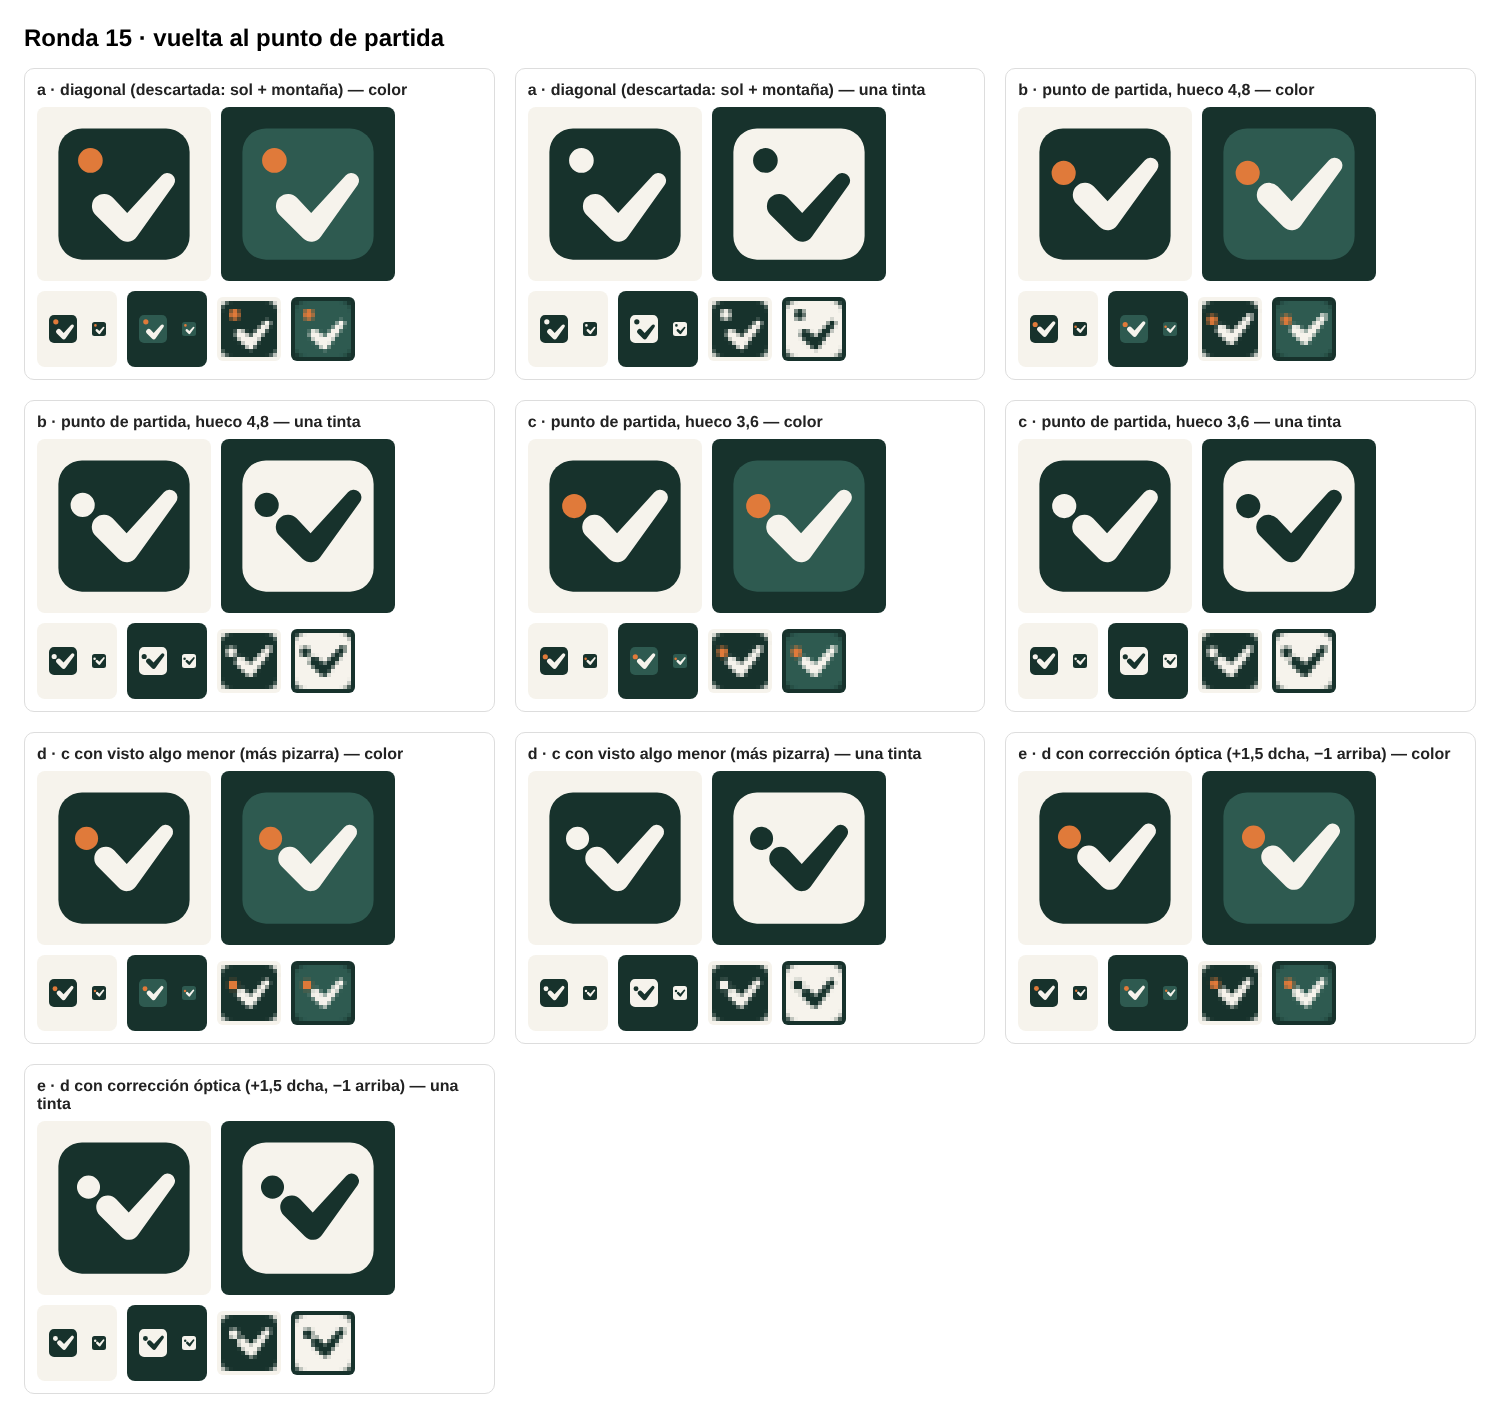 Ronda 15 · vuelta al punto de partida
a · diagonal (descartada: sol + montaña) — color
a · diagonal (descartada: sol + montaña) — una tinta
b · punto de partida, hueco 4,8 — color
b · punto de partida, hueco 4,8 — una tinta
c · punto de partida, hueco 3,6 — color
c · punto de partida, hueco 3,6 — una tinta
d · c con visto algo menor (más pizarra) — color
d · c con visto algo menor (más pizarra) — una tinta
e · d con corrección óptica (+1,5 dcha, −1 arriba) — color
e · d con corrección óptica (+1,5 dcha, −1 arriba) — una
tinta